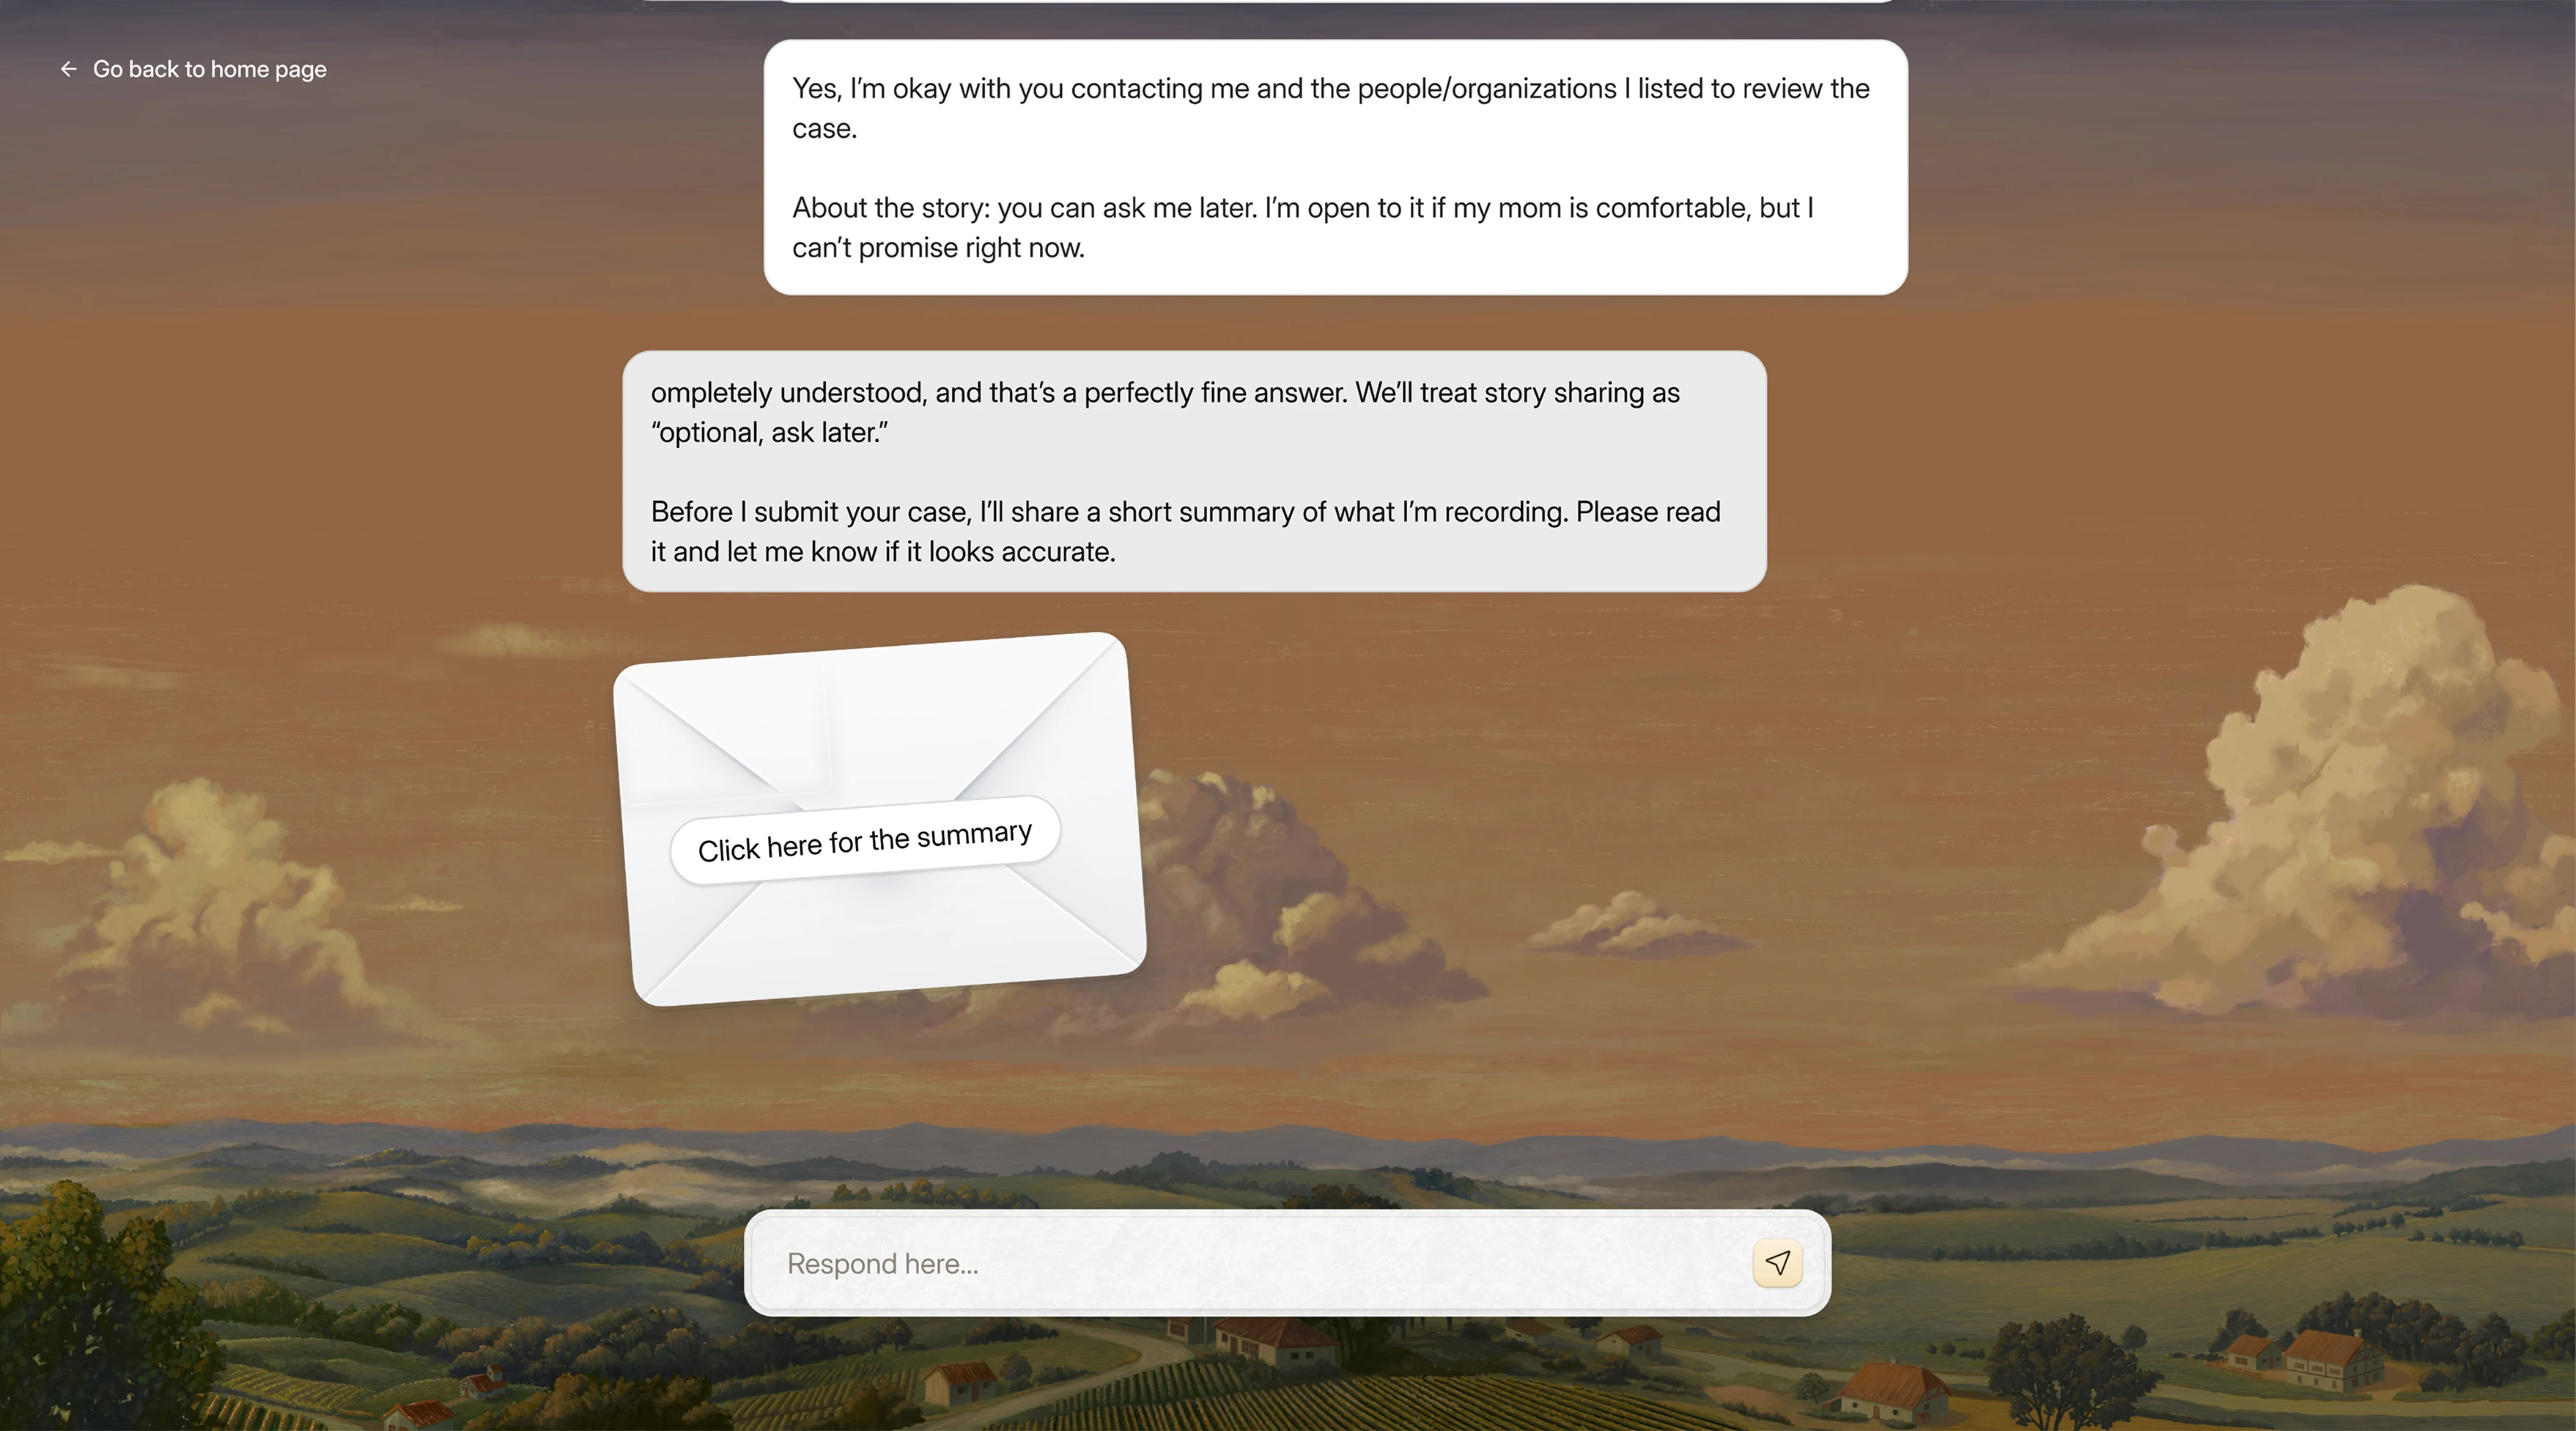 Go back to home page
Yes, I’m okay with you contacting me and the people/organizations I listed to review the
case.
About the story: you can ask me later. I’m open to it if my mom is comfortable, but I
can’t promise right now.
ompletely understood, and that’s a perfectly fine answer. We’ll treat story sharing as
“optional, ask later.”
Before I submit your case, I’ll share a short summary of what I’m recording. Please read
it and let me know if it looks accurate.
Click here for the summary
Respond here...